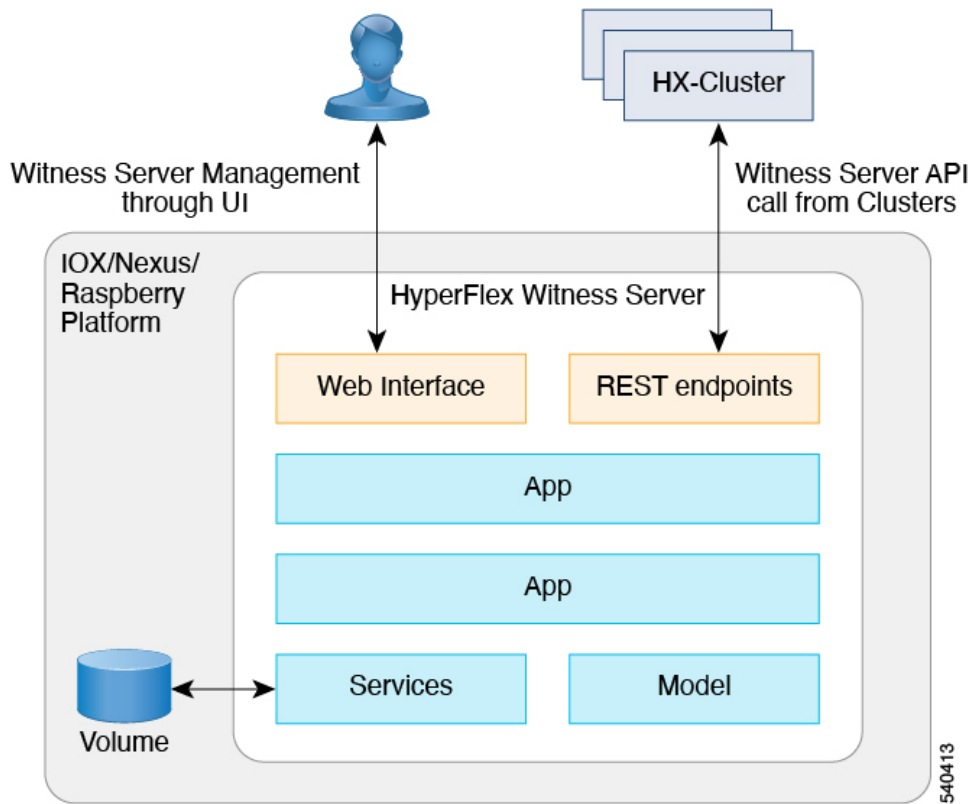 HX-Cluster
Witness Server Management
through UI
Witness Server API
call from Clusters
IOX/Nexus/
Raspberry
Platform
HyperFlex Witness Server
Web Interface
REST endpoints
App
App
Services
Model
Volume
540413